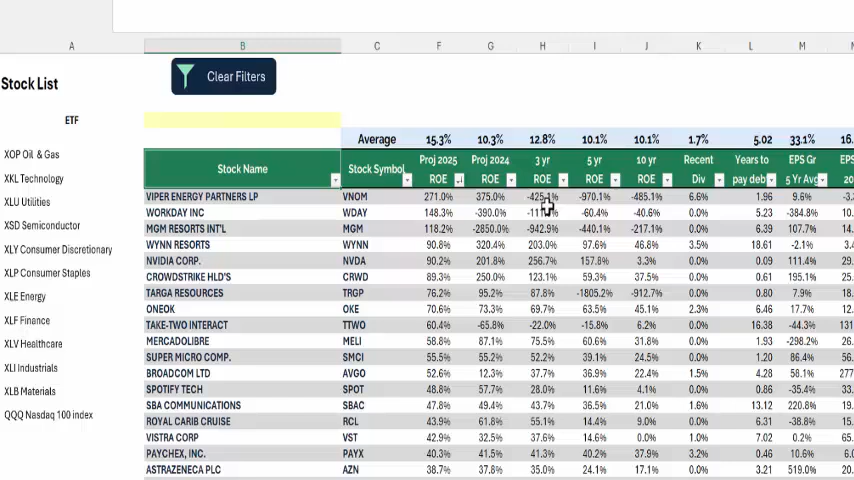 A B C F G H I J K L M
Clear Filters
Stock List
ETF
Average 15.3% 10.3% 12.8% 10.1% 10.1% 1.7% 5.02 33.1% 16.
Stock Name Stock Symbol Proj 2025 ROE Proj 2024 ROE 3 yr ROE 5 yr ROE 10 yr ROE Recent Div Years to pay debt EPS Gr 5 Yr Avg
XOP Oil & Gas
XKL Technology
XLU Utilities
XSD Semiconductor
XLY Consumer Discretionary
XLP Consumer Staples
XLE Energy
XLF Finance
XLV Healthcare
XLI Industrials
XLB Materials
QQQ Nasdaq 100 index
VIPER ENERGY PARTNERS LP VNOM 271.0% 375.0% -425.1% -970.1% -485.1% 6.6% 1.96 9.6% -3.
WORKDAY INC WDAY 148.3% -390.0% -60.4% -40.6% 0.0% 5.23 -384.8% 10.
MGM RESORTS INT'L MGM 118.2% -2850.0% -942.9% -440.1% -217.1% 0.0% 6.39 107.7% 14.
WYNN RESORTS WYNN 90.8% 320.4% 203.0% 97.6% 46.8% 3.5% 18.61 -2.1% 6.
NVIDIA CORP. NVDA 90.2% 201.8% 256.7% 157.8% 3.3% 0.0% 0.09 111.4% 29.
CROWDSTRIKE HLD'S CRWD 89.3% 250.0% 123.1% 59.3% 37.5% 0.0% 0.61 195.1% 25.
TARGA RESOURCES TRGP 76.2% 95.2% 87.8% -1805.2% -912.7% 0.0% 0.80 7.9% 14.
ONEOK OKE 70.6% 73.3% 69.7% 63.5% 45.1% 2.3% 6.46 17.7% 12.
TAKE-TWO INTERACT TTWO 60.4% -65.8% -22.0% -15.8% 6.2% 0.0% 16.38 -44.3% 131
MERCADOLIBRE MELI 58.8% 87.1% 75.5% 60.6% 31.8% 0.0% 1.93 -298.2% 26.
SUPER MICRO COMP. SMCI 55.5% 55.2% 52.2% 39.1% 24.5% 0.0% 1.20 86.4% 56.
BROADCOM LTD AVGO 52.6% 12.3% 37.7% 36.9% 22.4% 1.5% 4.28 58.1% 277
SPOTIFY TECH SPOT 48.8% 57.7% 28.0% 11.6% 4.1% 0.0% 0.86 -35.4% 33.
SBA COMMUNICATIONS SBAC 47.8% 49.4% 43.7% 36.5% 21.0% 1.6% 13.12 220.8% 19.
ROYAL CARIB CRUISE RCL 43.9% 61.8% 55.1% 14.4% 9.0% 0.0% 6.31 -38.8% 15.
VISTRA CORP VST 42.9% 32.5% 37.6% 14.6% 0.0% 1.0% 7.02 0.2% 65.
PAYCHEX, INC. PAYX 40.3% 41.5% 41.3% 40.2% 37.9% 3.2% 0.46 10.6% 6.0
ASTRAZENECA PLC AZN 38.7% 37.8% 35.0% 24.1% 17.1% 0.0% 3.21 519.0% 20.